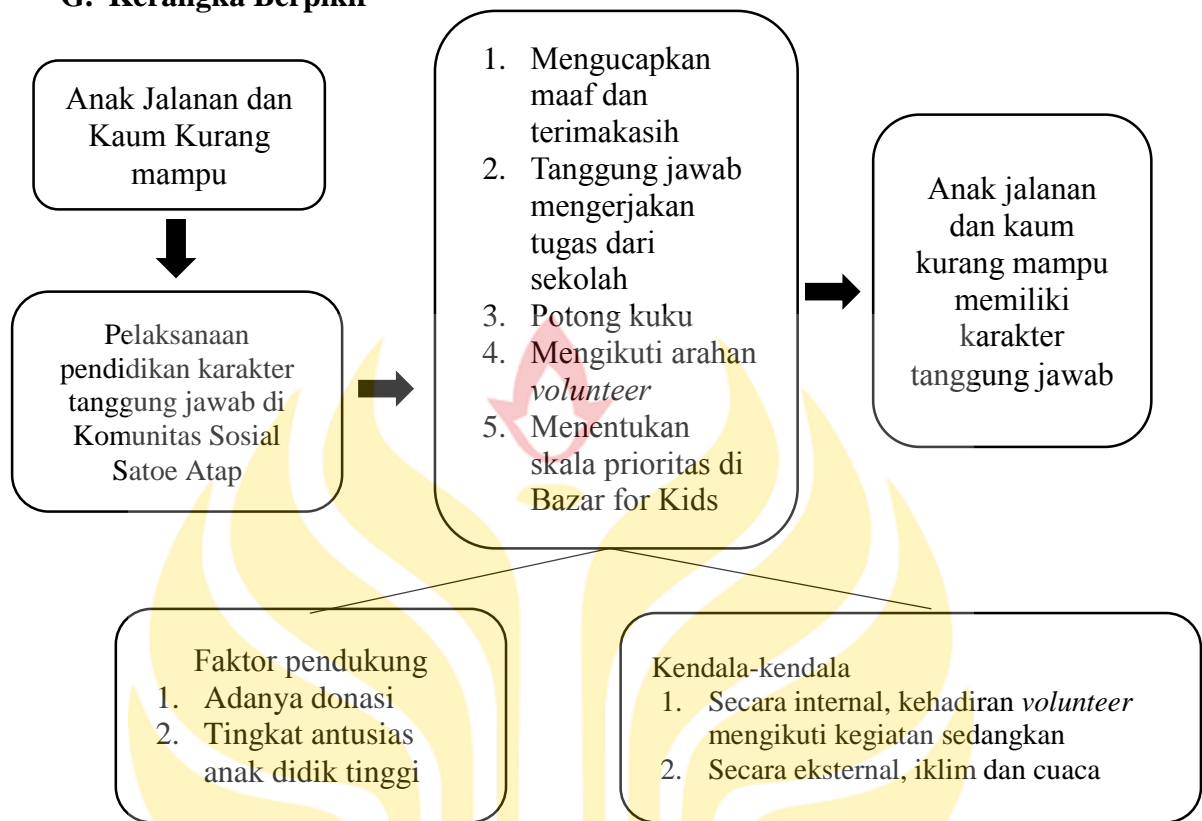 G. Kerangka Berpikir
Anak Jalanan dan
Kaum Kurang
mampu
Pelaksanaan
pendidikan karakter
tanggung jawab di
Komunitas Sosial
Satoe Atap
1. Mengucapkan
maaf dan
terimakasih
2. Tanggung jawab
mengerjakan
tugas dari
sekolah
3. Potong kuku
4. Mengikuti arahan
volunteer
5. Menentukan
skala prioritas di
Bazar for Kids
Anak jalanan
dan kaum
kurang mampu
memiliki
karakter
tanggung jawab
Faktor pendukung
1. Adanya donasi
2. Tingkat antusias
anak didik tinggi
Kendala-kendala
1. Secara internal, kehadiran volunteer
mengikuti kegiatan sedangkan
2. Secara eksternal, iklim dan cuaca